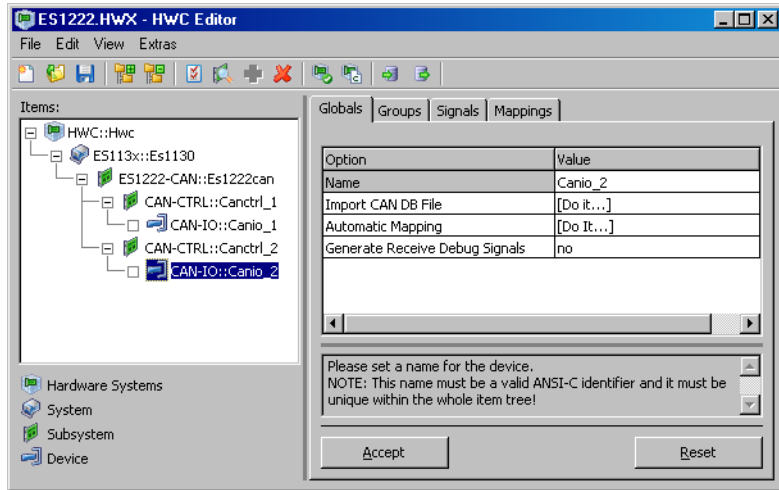 ES1222.HWX - HWC Editor
File Edit View Extras
Items:
HWC::Hwc
ES113x::Es1130
ES1222-CAN::Es1222can
CAN-CTRL::Canctrl_1
CAN-IO::Canio_1
CAN-CTRL::Canctrl_2
CAN-IO::Canio_2
Hardware Systems
System
Subsystem
Device
Globals Groups Signals Mappings
Option Value
Name Canio_2
Import CAN DB File [Do it...]
Automatic Mapping [Do It...]
Generate Receive Debug Signals no
Please set a name for the device.
NOTE: This name must be a valid ANSI-C identifier and it must be
unique within the whole item tree!
Accept Reset